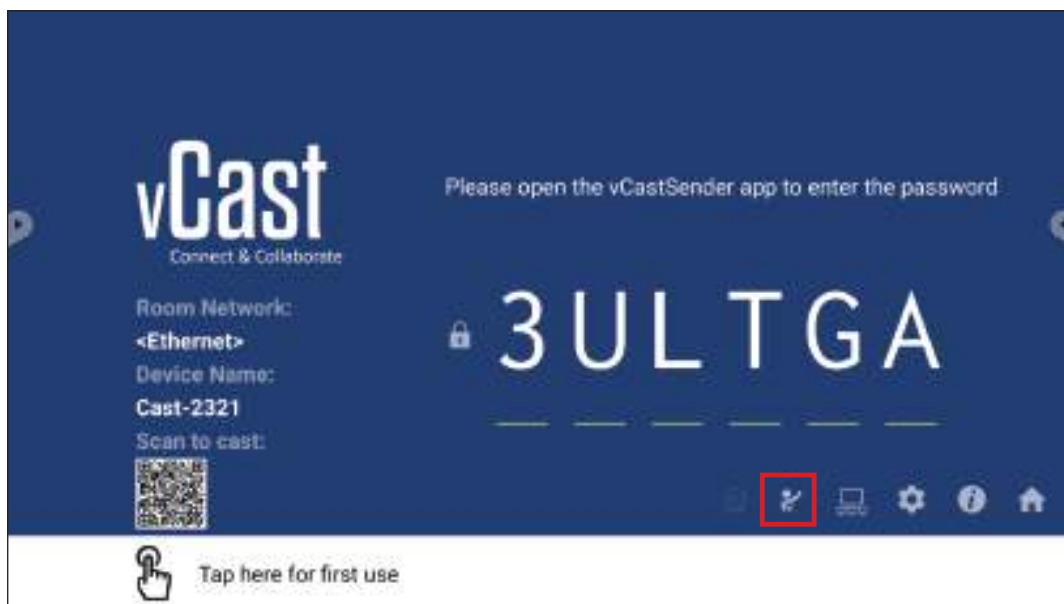 vCast
Connect & Collaborate
Please open the vCastSender app to enter the password
Room Network:
<Ethernet>
Device Name:
Cast-2321
Scan to cast:
3ULTGA
Tap here for first use